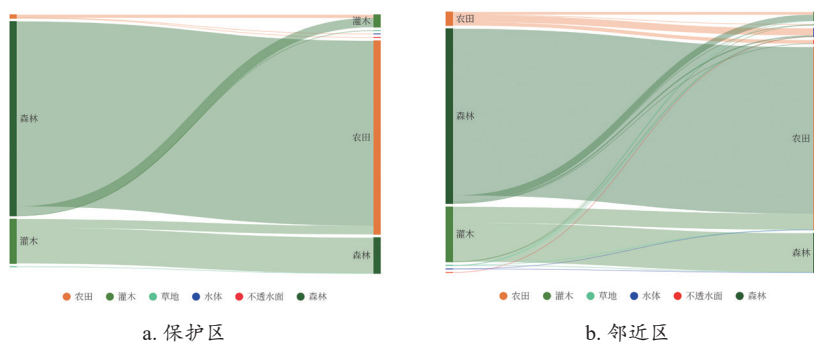 森林
灌木
灌木
农田
森林
农田 灌木 草地 水体 不透水面 森林
a. 保护区
农田
森林
灌木
农田
森林
农田 灌木 草地 水体 不透水面 森林
b. 邻近区